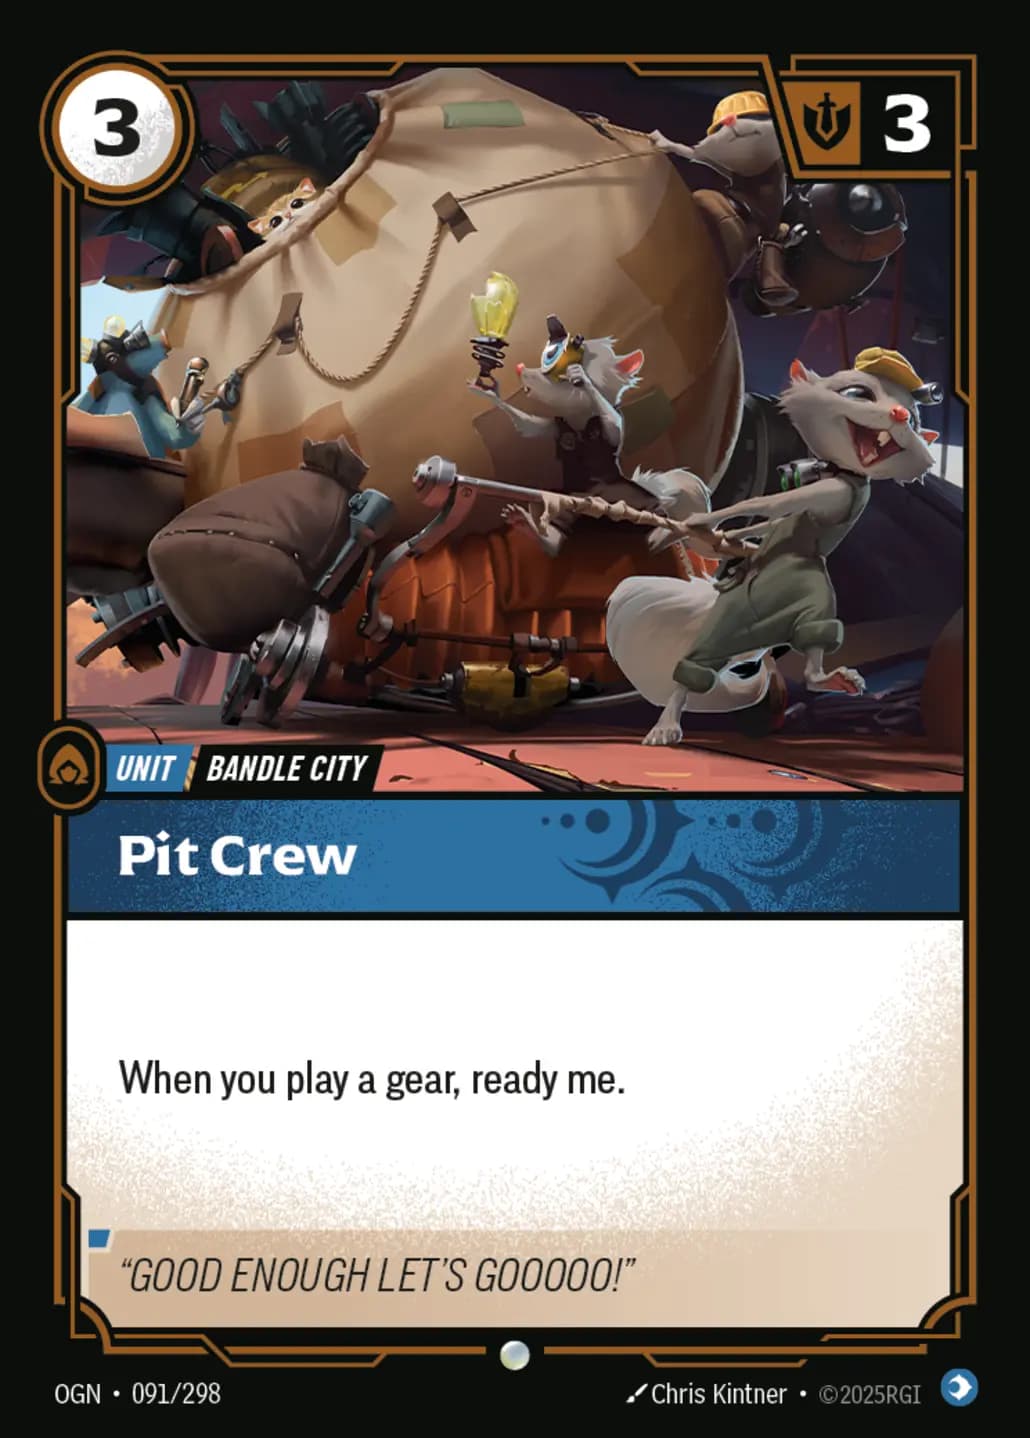 3
3
UNIT
BANDLE CITY
Pit Crew
When you play a gear, ready me.
“GOOD ENOUGH LET’S GOOOOO!”
OGN • 091/298
Chris Kintner • ©2025RGI